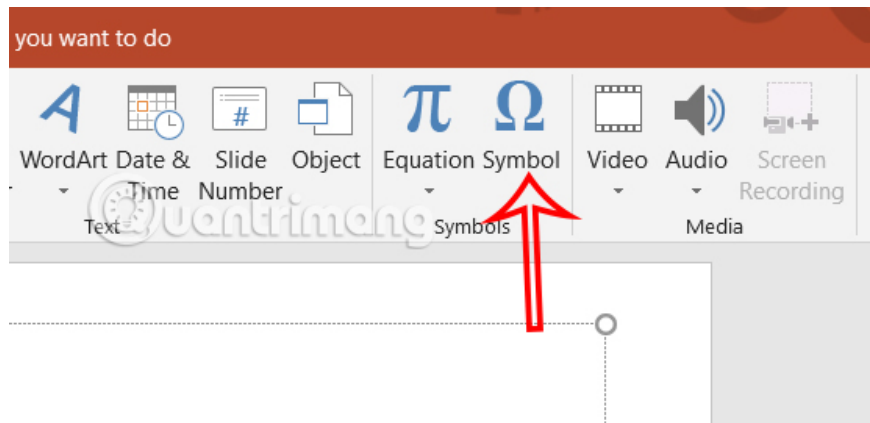 you want to do
WordArt Date & Slide Object Equation Symbol Video Audio Screen
Time Number Recording
Text Symbols Media
Quantrimang